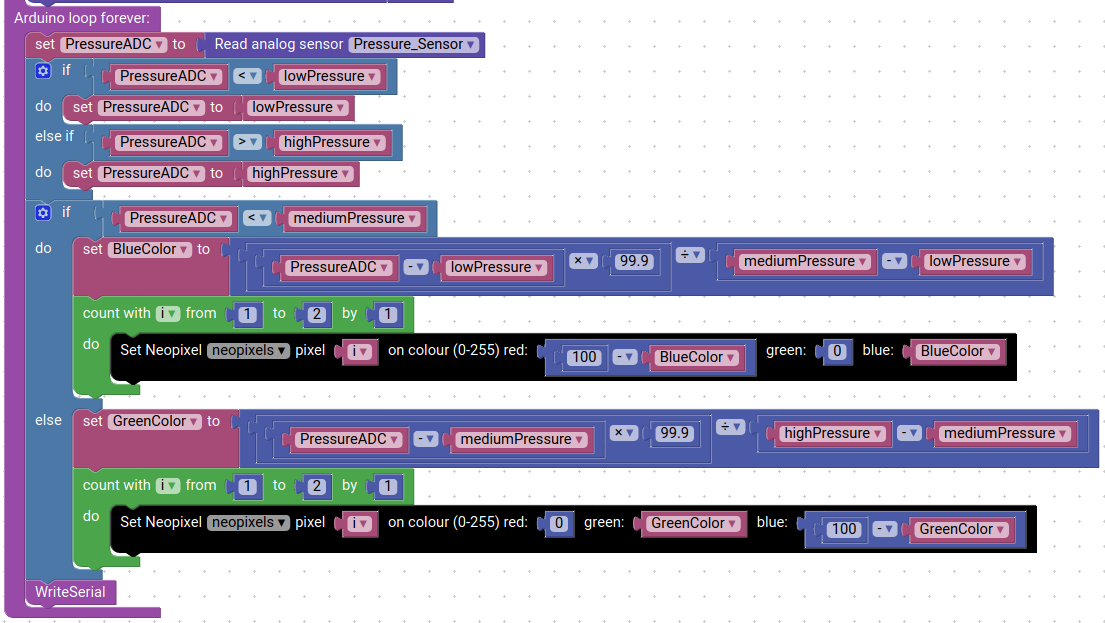 Arduino loop forever:
set PressureADC to Read analog sensor Pressure_Sensor
if PressureADC < lowPressure
do set PressureADC to lowPressure
else if PressureADC > highPressure
do set PressureADC to highPressure
if PressureADC < mediumPressure
do set BlueColor to PressureADC - lowPressure × 99.9 ÷ mediumPressure - lowPressure
count with i from 1 to 2 by 1
do Set Neopixel neopixels pixel i on colour (0-255) red: 100 - BlueColor green: 0 blue: BlueColor
else set GreenColor to PressureADC - mediumPressure × 99.9 ÷ highPressure - mediumPressure
count with i from 1 to 2 by 1
do Set Neopixel neopixels pixel i on colour (0-255) red: 0 green: GreenColor blue: 100 - GreenColor
WriteSerial